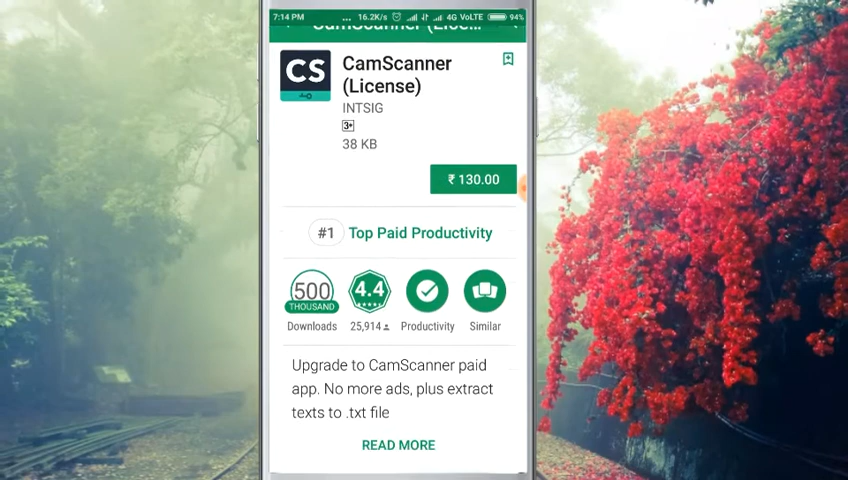 7:14 PM ... 16.2K/s 4G VoLTE 94%
CamScanner (Lice...
CS
CamScanner
(License)
INTSIG
3+
38 KB
₹ 130.00
#1 Top Paid Productivity
500
THOUSAND
4.4
Downloads 25,914 Productivity Similar
Upgrade to CamScanner paid
app. No more ads, plus extract
texts to .txt file
READ MORE